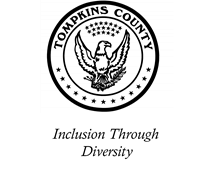 TOMPKINS COUNTY
Inclusion Through
Diversity